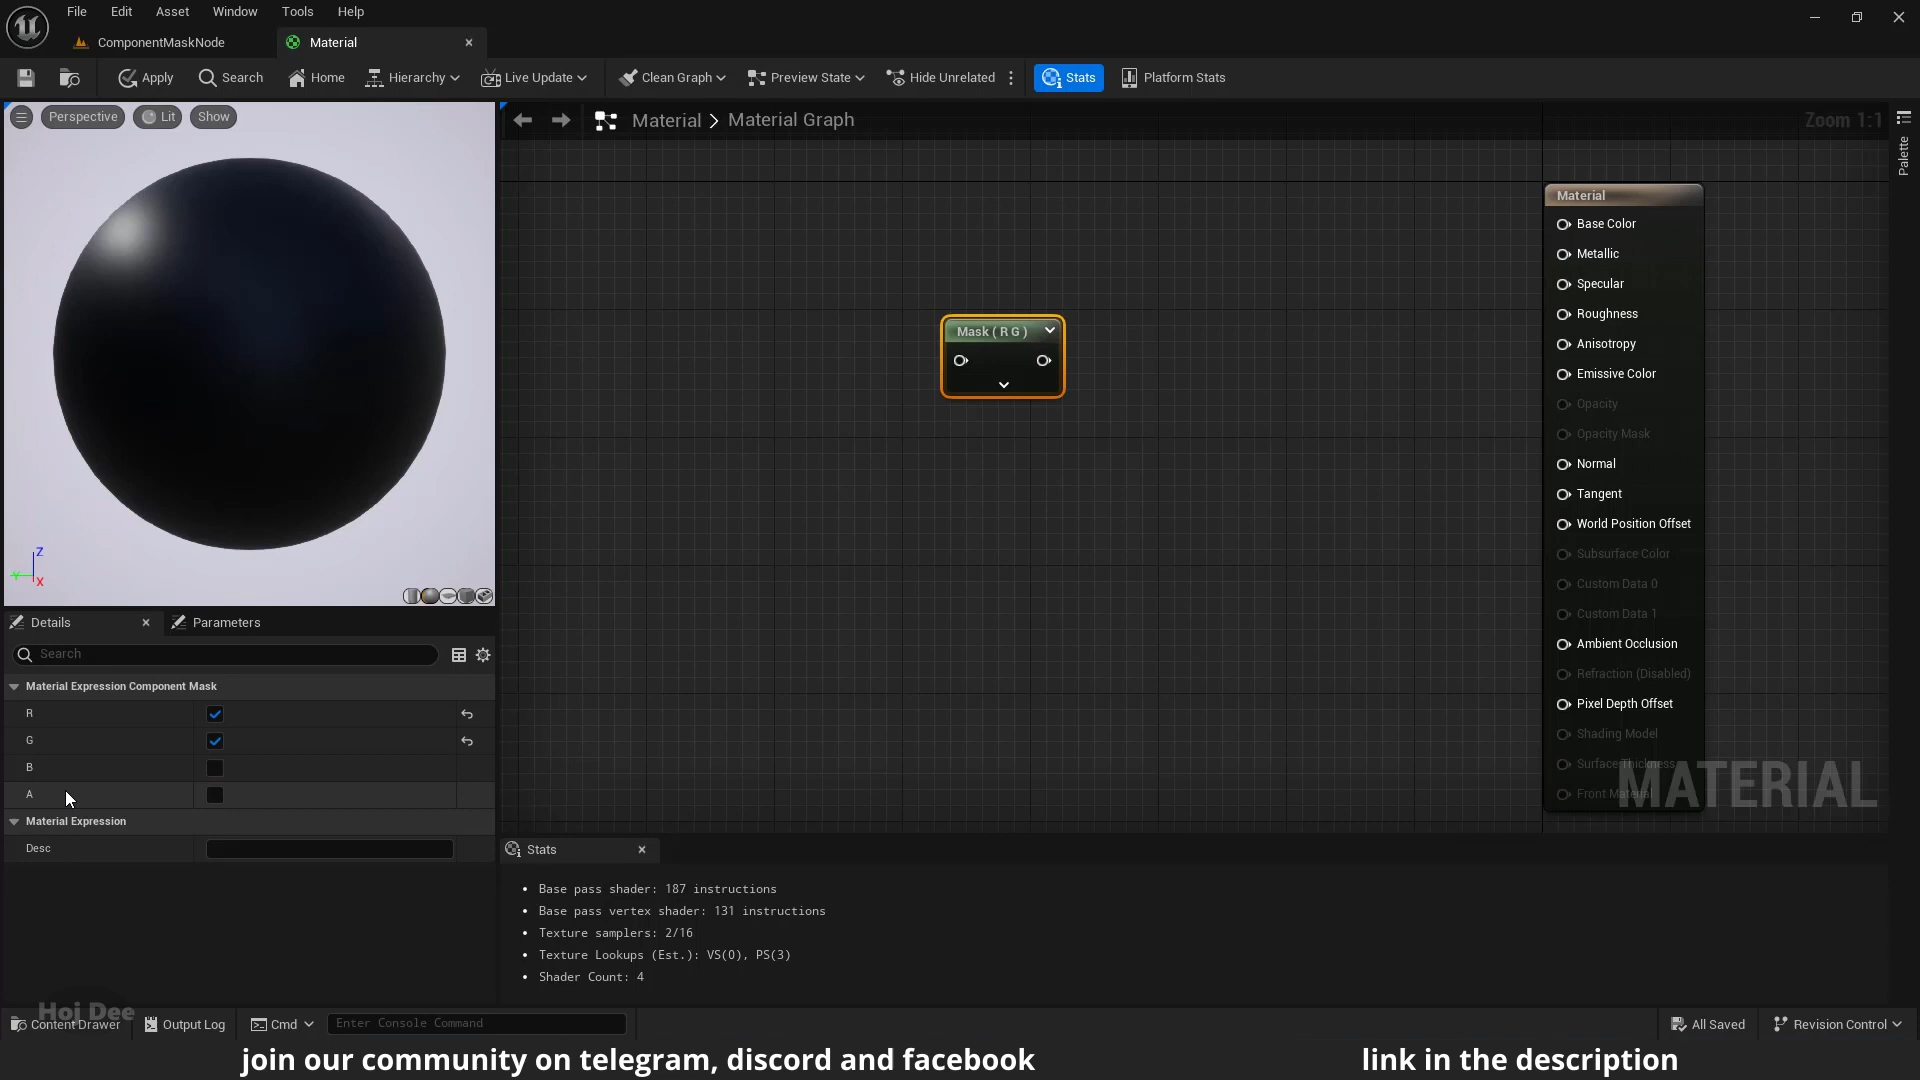 File Edit Asset Window Tools Help
ComponentMaskNode Material
Apply Search Home Hierarchy Live Update Clean Graph Preview State Hide Unrelated Stats Platform Stats
Perspective Lit Show
Material > Material Graph
Zoom 1:1
Palette
Material
Base Color
Metallic
Specular
Roughness
Anisotropy
Emissive Color
Opacity
Opacity Mask
Normal
Tangent
World Position Offset
Subsurface Color
Custom Data 0
Custom Data 1
Ambient Occlusion
Refraction (Disabled)
Pixel Depth Offset
Shading Model
Surface Thickness
Front Material
MATERIAL
Mask ( R G )
Z
Y
X
Details Parameters
Search
Material Expression Component Mask
R
G
B
A
Material Expression
Desc
Stats
• Base pass shader: 187 instructions
• Base pass vertex shader: 131 instructions
• Texture samplers: 2/16
• Texture Lookups (Est.): VS(0), PS(3)
• Shader Count: 4
Hoj Dee
Content Drawer Output Log Cmd Enter Console Command All Saved Revision Control
join our community on telegram, discord and facebook link in the description